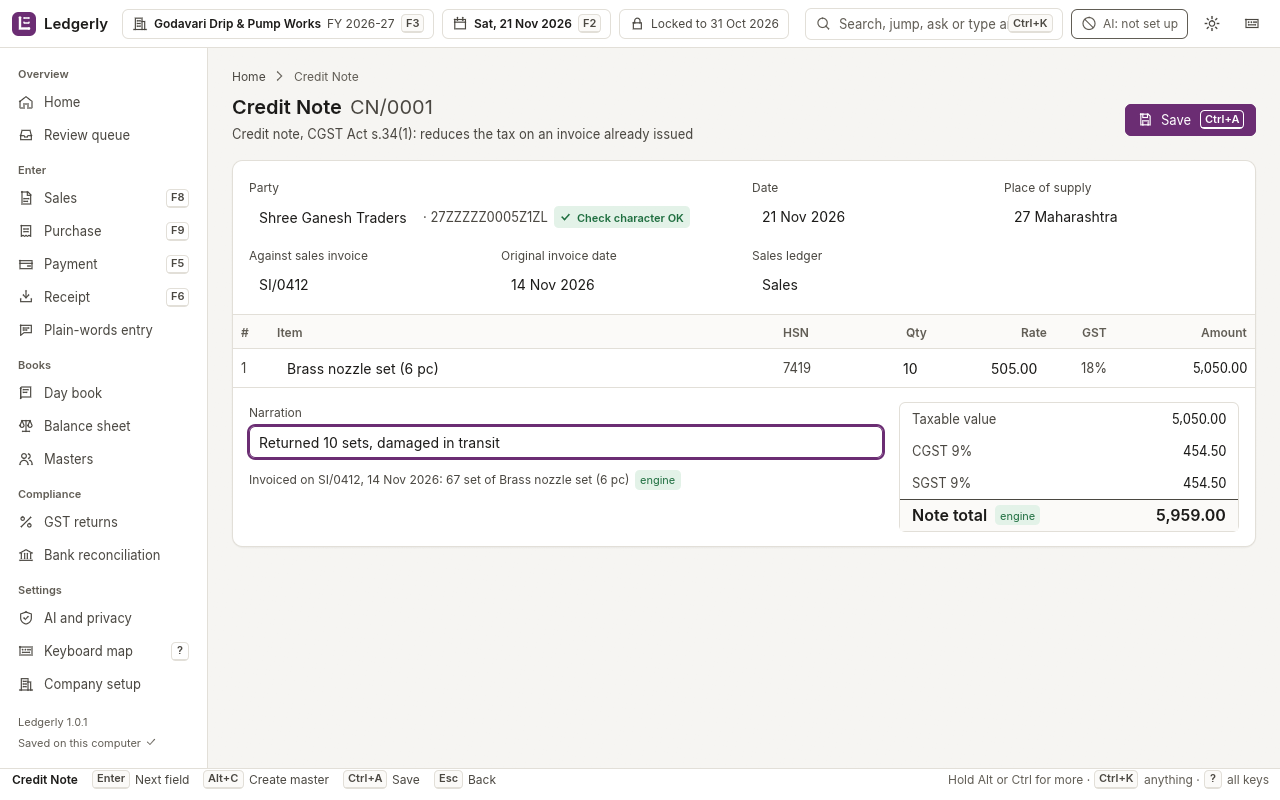 Ledgerly
Godavari Drip & Pump Works FY 2026-27 F3
Sat, 21 Nov 2026 F2
Locked to 31 Oct 2026
Search, jump, ask or type a Ctrl+K
AI: not set up
Overview
Home
Review queue
Enter
Sales F8
Purchase F9
Payment F5
Receipt F6
Plain-words entry
Books
Day book
Balance sheet
Masters
Compliance
GST returns
Bank reconciliation
Settings
AI and privacy
Keyboard map ?
Company setup
Ledgerly 1.0.1
Saved on this computer
Home Credit Note
Credit Note CN/0001
Credit note, CGST Act s.34(1): reduces the tax on an invoice already issued
Save Ctrl+A
Party Date Place of supply
Shree Ganesh Traders · 27ZZZZZ0005Z1ZL Check character OK 21 Nov 2026 27 Maharashtra
Against sales invoice Original invoice date Sales ledger
SI/0412 14 Nov 2026 Sales
# Item HSN Qty Rate GST Amount
1 Brass nozzle set (6 pc) 7419 10 505.00 18% 5,050.00
Narration
Returned 10 sets, damaged in transit
Invoiced on SI/0412, 14 Nov 2026: 67 set of Brass nozzle set (6 pc) engine
Taxable value 5,050.00
CGST 9% 454.50
SGST 9% 454.50
Note total engine 5,959.00
Credit Note Enter Next field Alt+C Create master Ctrl+A Save Esc Back
Hold Alt or Ctrl for more · Ctrl+K anything · ? all keys